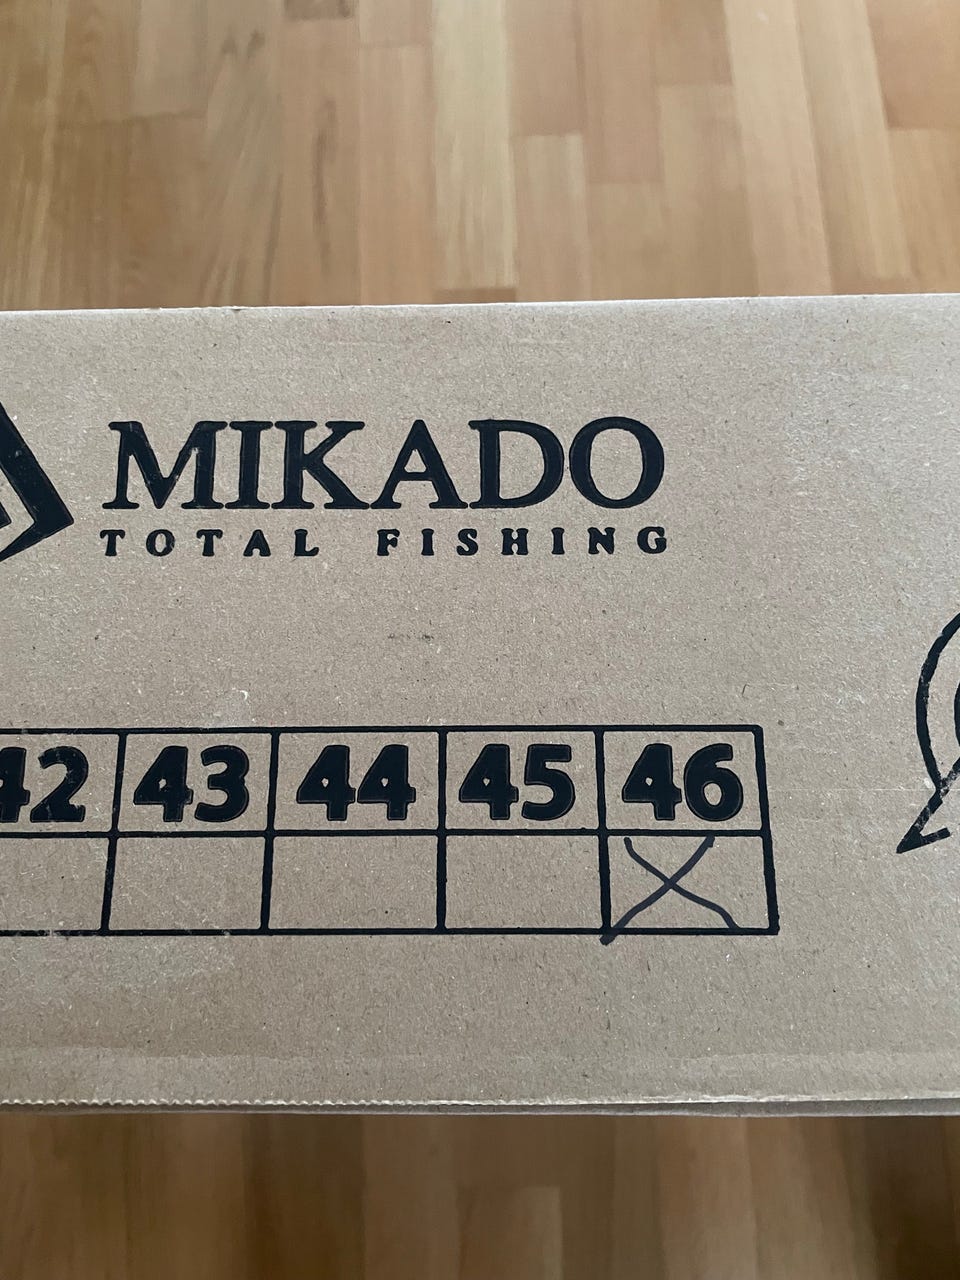 MIKADO
TOTAL FISHING
42 43 44 45 46
X